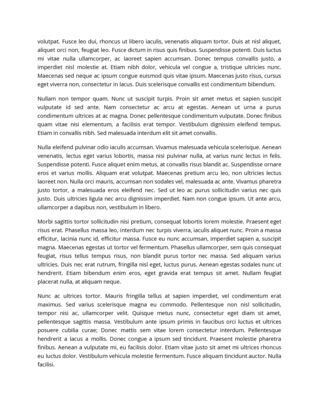 volutpat. Fusce leo dui, rhoncus ut libero iaculis, venenatis aliquam tortor. Duis at nisl aliquet,
aliquet orci non, feugiat leo. Fusce dictum in risus quis finibus. Suspendisse potenti. Duis luctus
mi vitae nulla ullamcorper, ac laoreet sapien accumsan. Donec tempus convallis justo, a
imperdiet nisl molestie at. Etiam nibh dolor, vehicula vel congue a, tristique ultricies nunc.
Maecenas sed neque ac ipsum congue euismod quis vitae ipsum. Maecenas justo risus, cursus
eget viverra non, consectetur in lacus. Duis scelerisque convallis est condimentum bibendum.
Nullam non tempor quam. Nunc ut suscipit turpis. Proin sit amet metus et sapien suscipit
vulputate id sed ante. Nam consectetur ac arcu at egestas. Aenean ut urna a purus
condimentum ultrices at ac magna. Donec pellentesque condimentum vulputate. Donec finibus
quam vitae nisi elementum, a facilisis erat tempor. Vestibulum dignissim eleifend tempus.
Etiam in convallis nibh. Sed malesuada interdum elit sit amet convallis.
Nulla eleifend pulvinar odio iaculis accumsan. Vivamus malesuada vehicula scelerisque. Aenean
venenatis, lectus eget varius lobortis, massa nisi pulvinar nulla, at varius nunc lectus in felis.
Suspendisse potenti. Fusce aliquet enim metus, at convallis risus blandit ac. Suspendisse ornare
eros et varius mollis. Aliquam erat volutpat. Maecenas pretium arcu leo, non ultricies lectus
laoreet non. Nulla orci mauris, accumsan non sodales vel, malesuada ac ante. Vivamus pharetra
justo tortor, a malesuada eros eleifend nec. Sed ut leo ac purus sollicitudin varius nec quis
justo. Duis ultricies ligula nec arcu dignissim imperdiet. Nam non congue ipsum. Ut ante arcu,
ullamcorper a dapibus non, vestibulum in libero.
Morbi sagittis tortor sollicitudin nisi pretium, consequat lobortis lorem molestie. Praesent eget
risus erat. Phasellus massa leo, interdum nec turpis viverra, iaculis aliquet nunc. Proin a massa
efficitur, lacinia nunc id, efficitur massa. Fusce eu nunc accumsan, imperdiet sapien a, suscipit
magna. Maecenas egestas ut tortor vel fermentum. Phasellus ullamcorper, sem quis consequat
feugiat, risus tellus tempus risus, non blandit purus tortor nec massa. Sed aliquam varius
ultricies. Duis nec erat rutrum, fringilla nisl eget, luctus purus. Aenean egestas sodales nunc ut
hendrerit. Etiam bibendum enim eros, eget gravida erat tempus sit amet. Nullam feugiat
placerat nulla, at aliquam neque.
Nunc ac ultrices tortor. Mauris fringilla tellus at sapien imperdiet, vel condimentum erat
maximus. Sed varius scelerisque magna eu commodo. Pellentesque non nisl sollicitudin,
tempor nisi ac, ullamcorper velit. Quisque metus nunc, consectetur eget diam sit amet,
pellentesque sagittis massa. Vestibulum ante ipsum primis in faucibus orci luctus et ultrices
posuere cubilia curae; Donec mattis sem vitae lorem consectetur interdum. Pellentesque
hendrerit a lacus a mollis. Donec congue a ipsum sed tincidunt. Praesent molestie pharetra
finibus. Aenean a vulputate mi, eu facilisis dolor. Etiam vitae justo sit amet mi ultrices rhoncus
eu luctus dolor. Vestibulum vehicula molestie fermentum. Fusce aliquam tincidunt auctor. Nulla
facilisi.